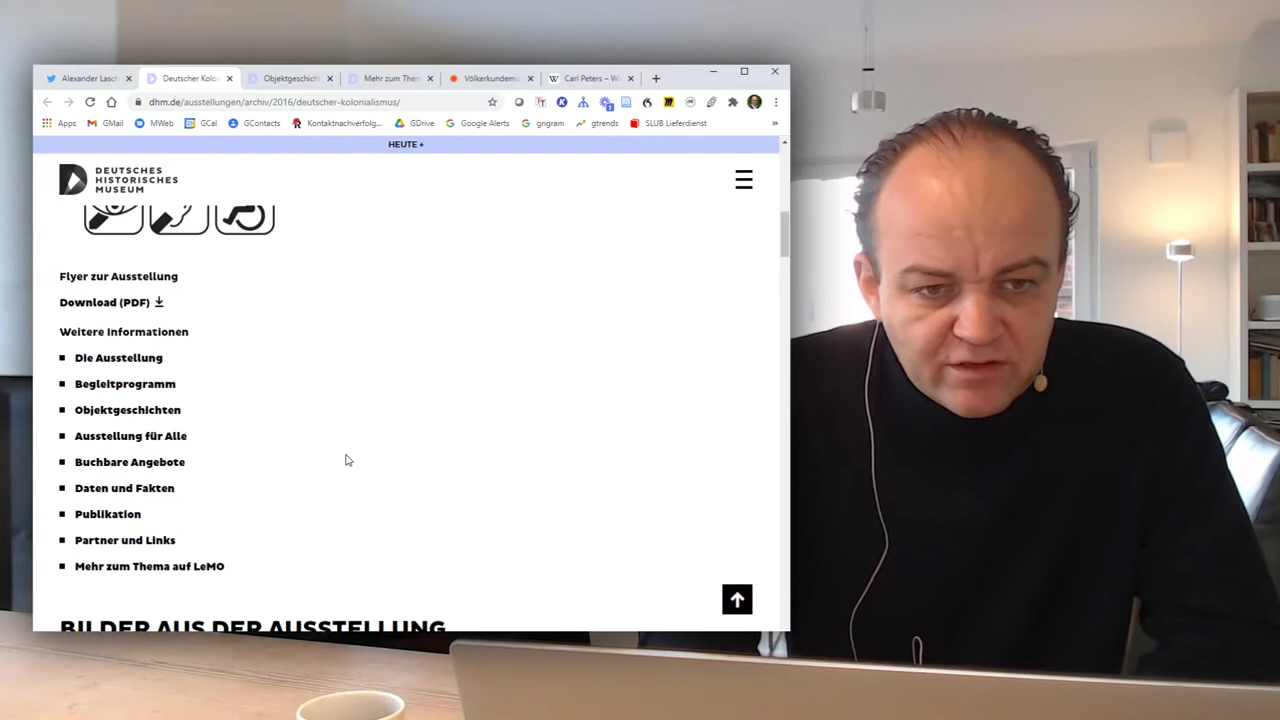 Alexander Lasch
Deutscher Kolon
Objektgeschicht
Mehr zum Them
Völkerkundemu
Carl Peters – Wi
dhm.de/ausstellungen/archiv/2016/deutscher-kolonialismus/
Apps
GMail
MWeb
GCal
GContacts
Kontaktnachverfolg...
GDrive
Google Alerts
gngram
gtrends
SLUB Lieferdienst
HEUTE +
DEUTSCHES
HISTORISCHES
MUSEUM
Flyer zur Ausstellung
Download (PDF)
Weitere Informationen
Die Ausstellung
Begleitprogramm
Objektgeschichten
Ausstellung für Alle
Buchbare Angebote
Daten und Fakten
Publikation
Partner und Links
Mehr zum Thema auf LeMO
BILDER AUS DER AUSSTELLUNG